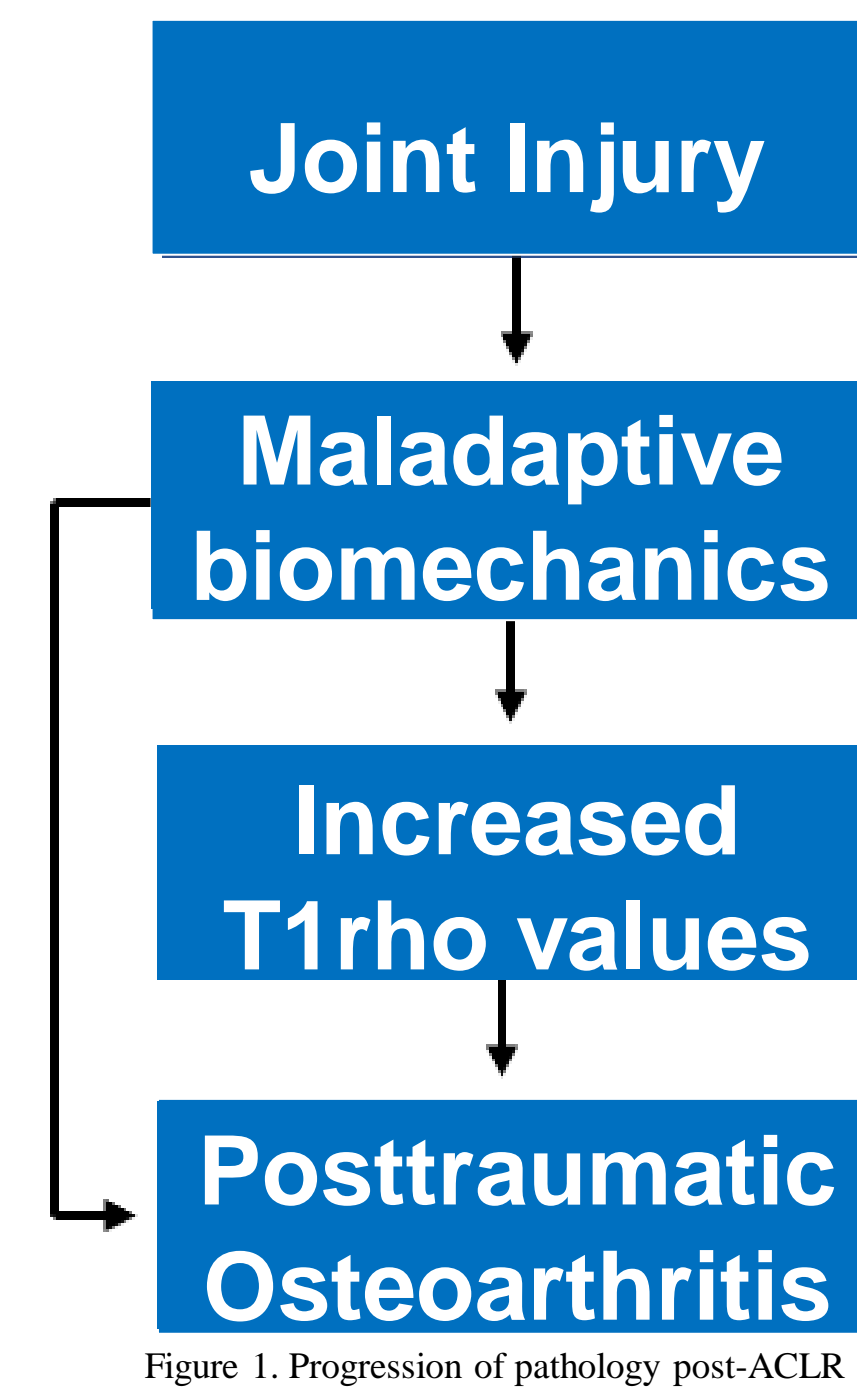 Joint Injury
Maladaptive
biomechanics
Increased
T1rho values
Posttraumatic
Osteoarthritis
Figure 1. Progression of pathology post-ACLR